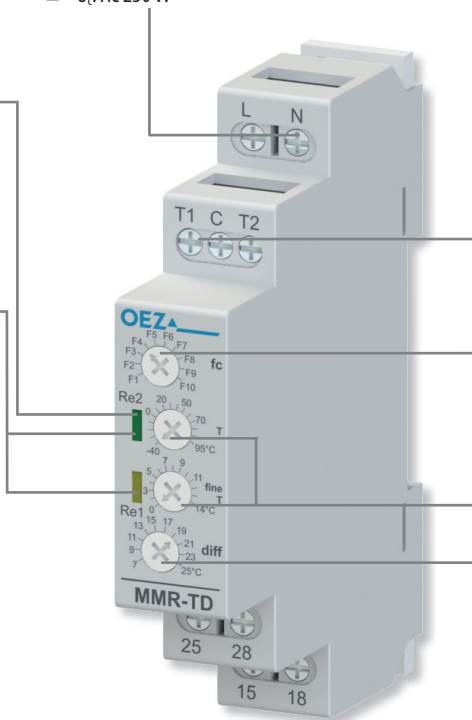 L N
T1 C T2
OEZ
F1 F2 F3 F4 F5 F6 F7 F8 F9 F10 fc
Re2
-40 0 20 50 70 95°C T
0 3 5 7 9 11 14°C fine T
Re1
7 9 11 13 15 17 19 21 23 25°C diff
MMR-TD
25 28
15 18